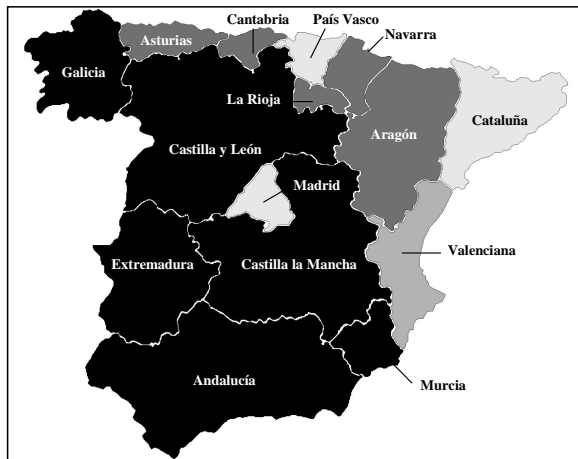 Cantabria
País Vasco
Asturias
Navarra
Galicia
La Rioja
Cataluña
Aragón
Castilla y León
Madrid
Valenciana
Extremadura
Castilla la Mancha
Andalucía
Murcia